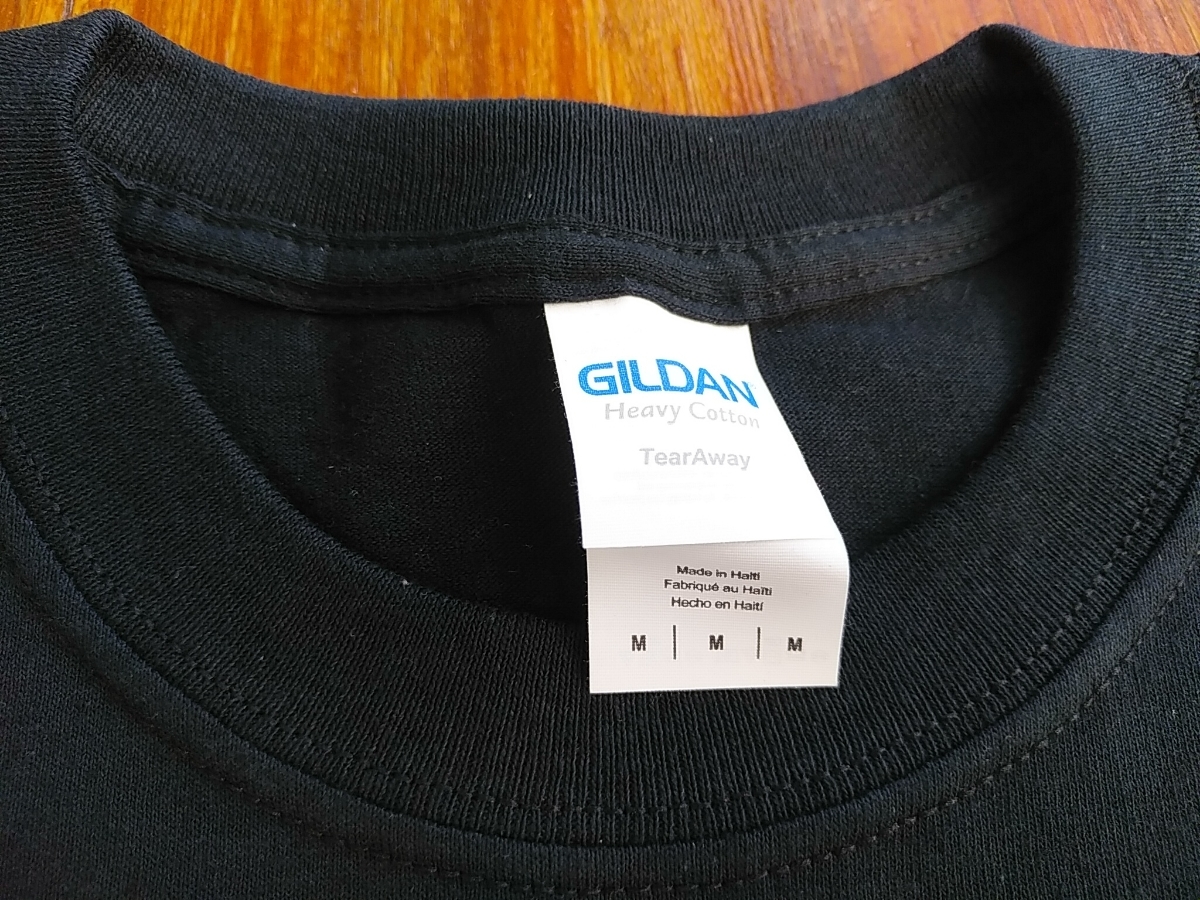 GILDAN
Heavy Cotton
TearAway
Made in Haiti
Fabriqué au Haïti
Hecho en Haití
M | M | M